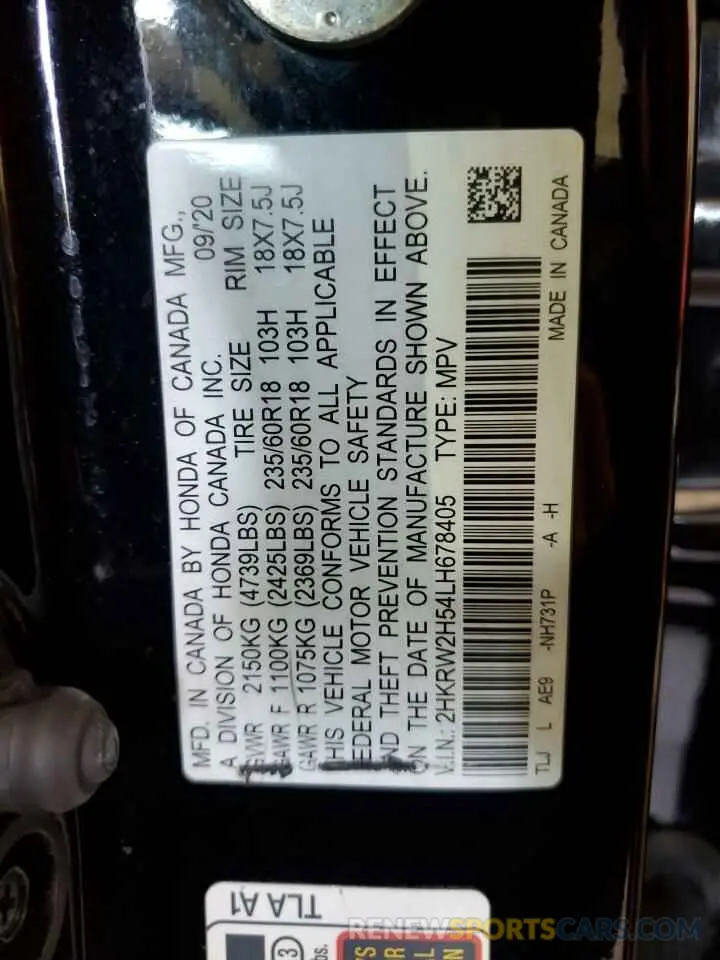 MFD. IN CANADA BY HONDA OF CANADA MFG.,
A DIVISION OF HONDA CANADA INC. 09/'20
GVWR 2150KG (4739LBS) TIRE SIZE RIM SIZE
GAWR F 1100KG (2425LBS) 235/60R18 103H 18X7.5J
GAWR R 1075KG (2369LBS) 235/60R18 103H 18X7.5J
THIS VEHICLE CONFORMS TO ALL APPLICABLE
FEDERAL MOTOR VEHICLE SAFETY
AND THEFT PREVENTION STANDARDS IN EFFECT
ON THE DATE OF MANUFACTURE SHOWN ABOVE.
V.I.N.: 2HKRW2H54LH678405 TYPE: MPV
TLJ L AE9 -NH731P -A -H MADE IN CANADA
TLA A1
3
bs.
RENEWSPORTSCARS.COM